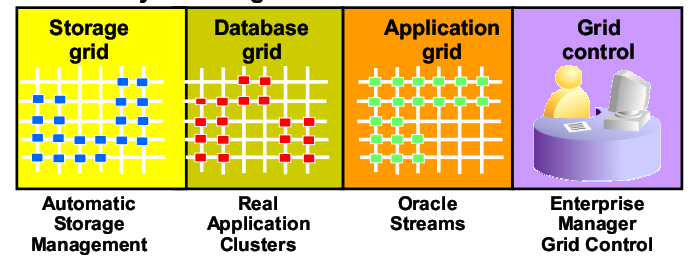 Storage
grid
Database
grid
Application
grid
Grid
control
Automatic
Storage
Management
Real
Application
Clusters
Oracle
Streams
Enterprise
Manager
Grid Control